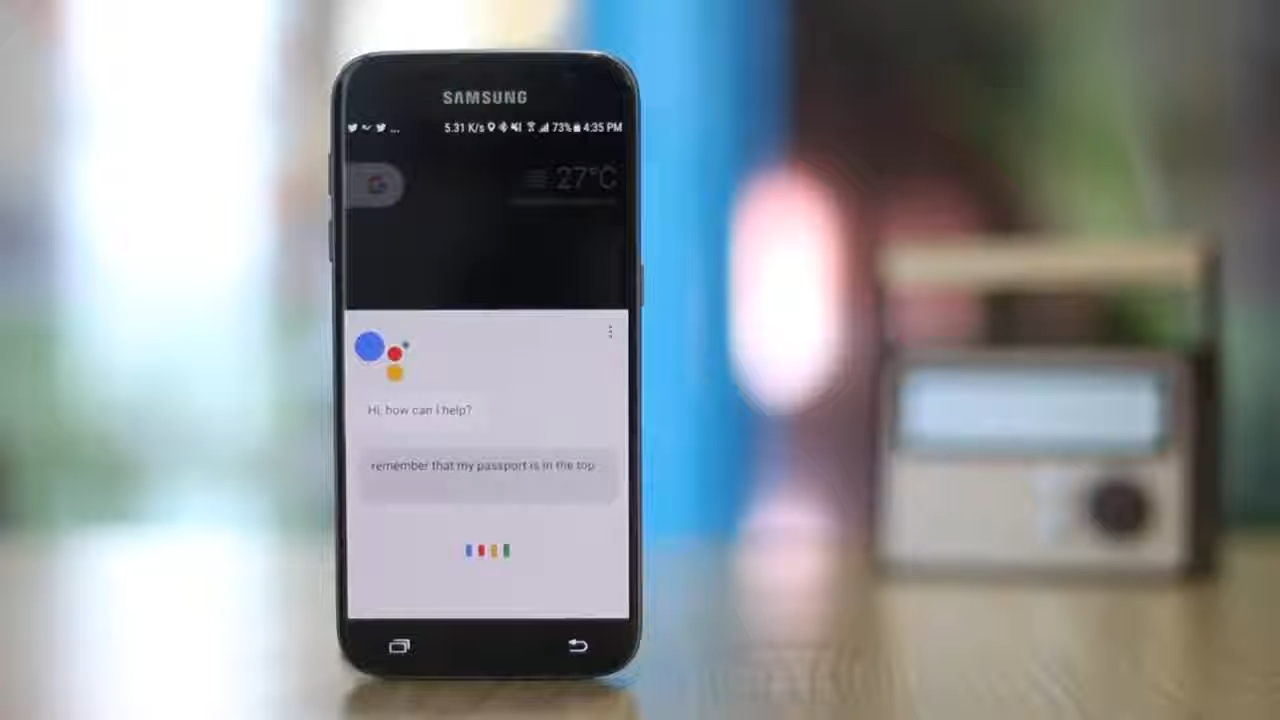 SAMSUNG
... 5.31 K/s 73% 4:35 PM
G 27°C
Hi, how can I help?
remember that my passport is in the top